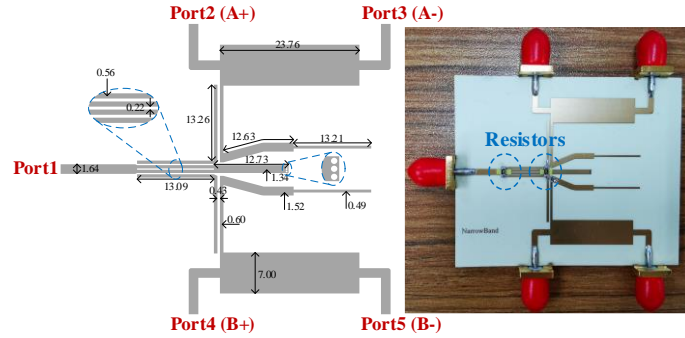 Port2 (A+)
Port3 (A-)
23.76
0.56
0.22
13.26
12.63
13.21
Port1
1.64
12.73
1.34
13.09
0.43
1.52
0.49
0.60
7.00
Port4 (B+)
Port5 (B-)
Resistors
NarrowBand